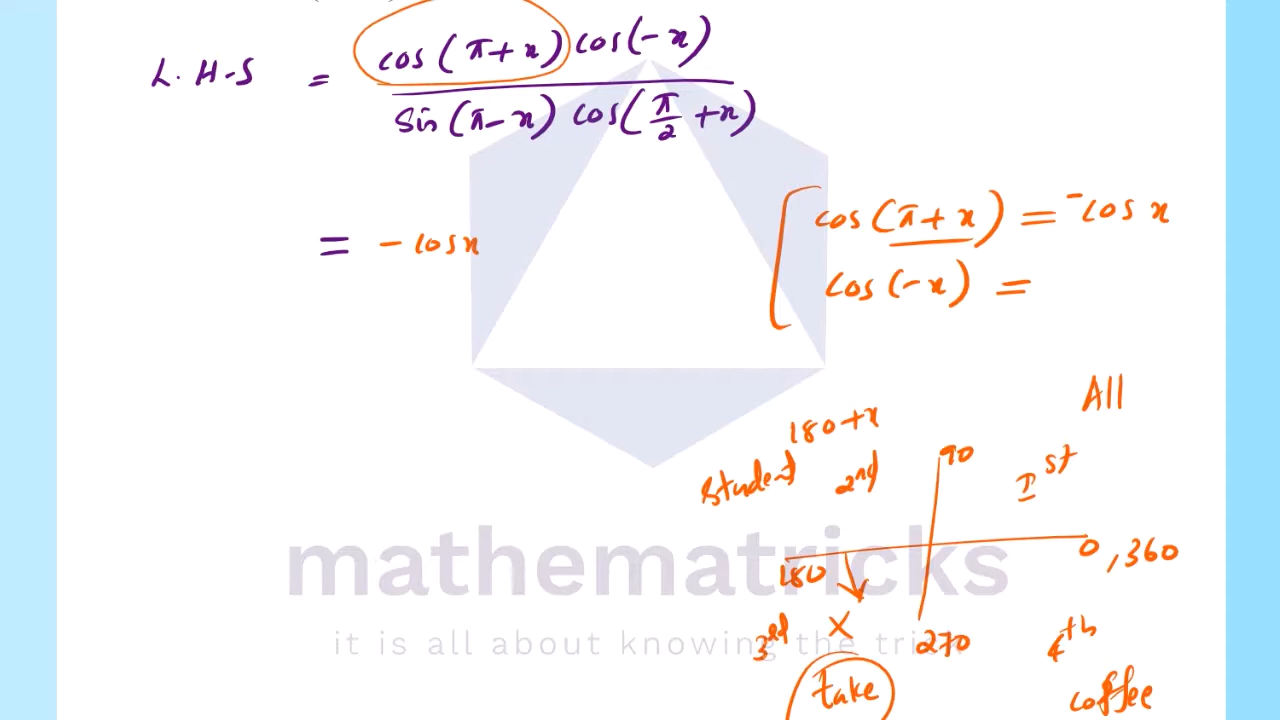 L.H.S = cos(π+x) cos(-x) / sin(π-x) cos(π/2 +x)
= - cosx
cos(π+x) = -cos x
cos(-x) =
All
180+x
Student 2nd
90
Ist
180
0, 360
mathematricks
it is all about knowing the trick
3rd
X
270
4th
take
coffee